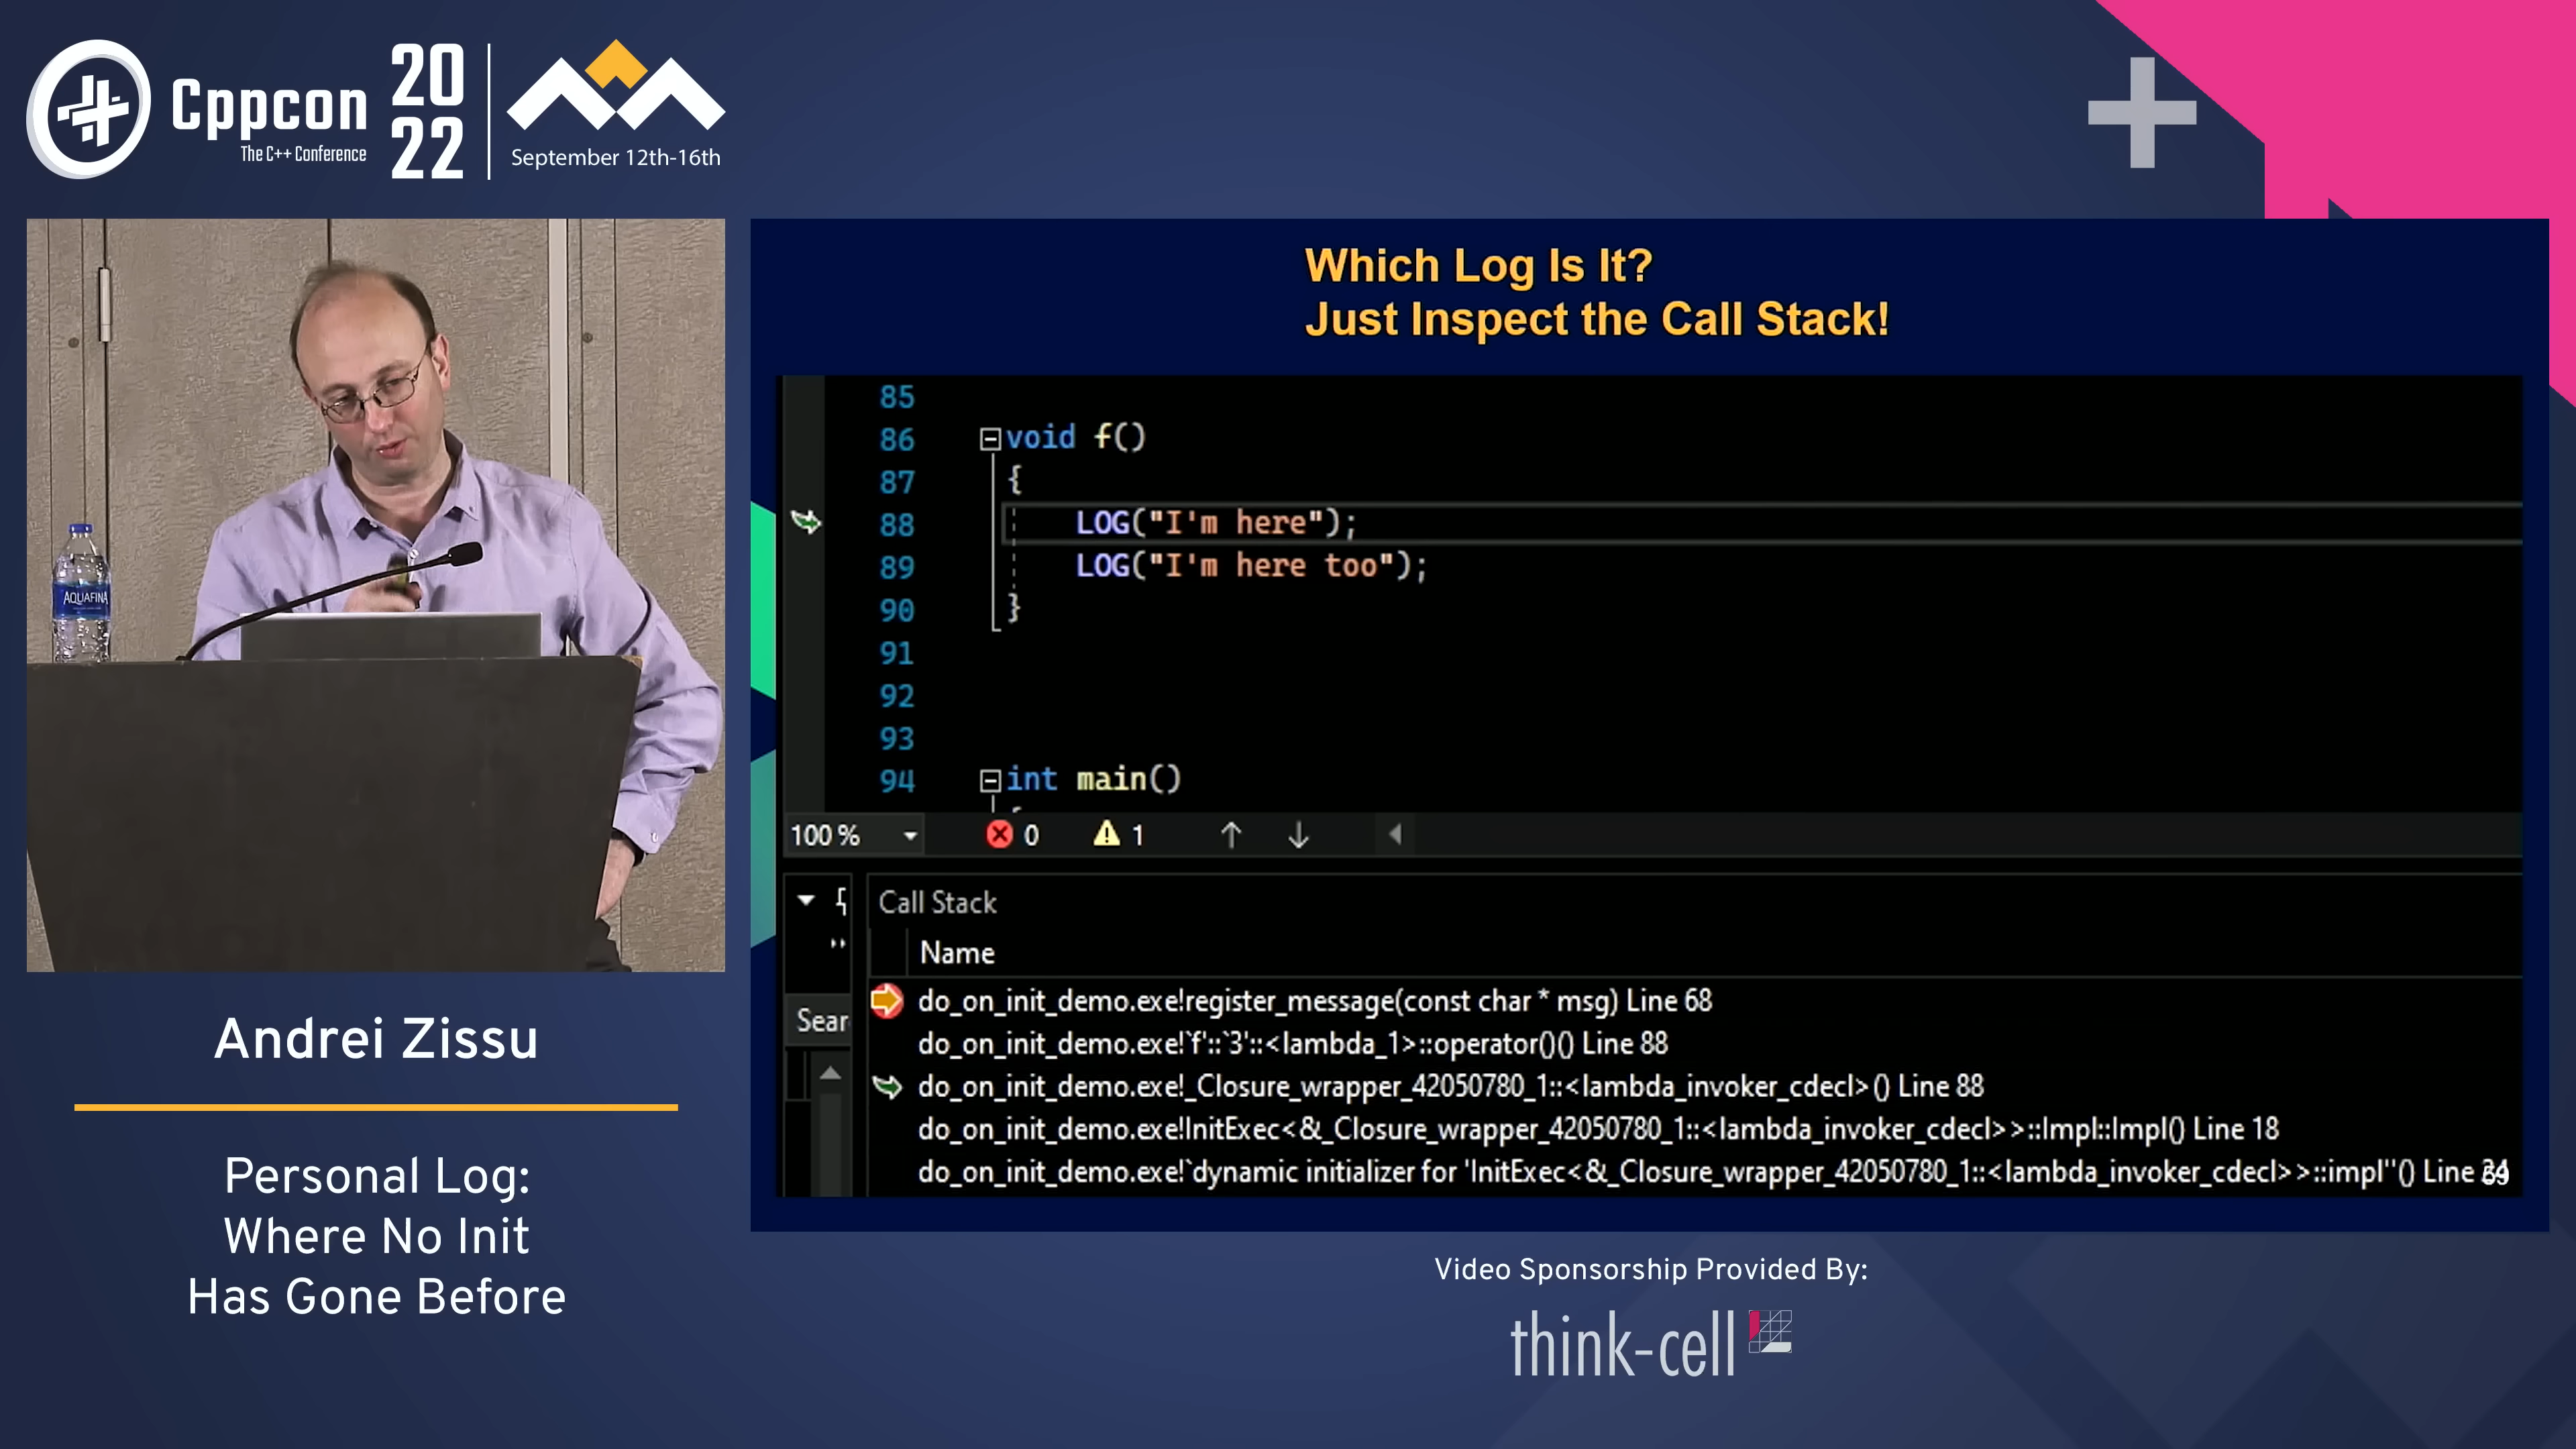 Cppcon
The C++ Conference
20
22
September 12th-16th
AQUAFINA
Andrei Zissu
Personal Log:
Where No Init
Has Gone Before
Which Log Is It?
Just Inspect the Call Stack!
85
86 void f()
87 {
88 LOG("I'm here");
89 LOG("I'm here too");
90 }
91
92
93
94 int main()
100 % 0 1
Call Stack
Name
Sear
do_on_init_demo.exe!register_message(const char * msg) Line 68
do_on_init_demo.exe!`f'::`3'::<lambda_1>::operator()() Line 88
do_on_init_demo.exe!_Closure_wrapper_42050780_1::<lambda_invoker_cdecl>() Line 88
do_on_init_demo.exe!InitExec<&_Closure_wrapper_42050780_1::<lambda_invoker_cdecl>>::Impl::Impl() Line 18
do_on_init_demo.exe!`dynamic initializer for 'InitExec<&_Closure_wrapper_42050780_1::<lambda_invoker_cdecl>>::impl''() Line
Video Sponsorship Provided By:
think-cell